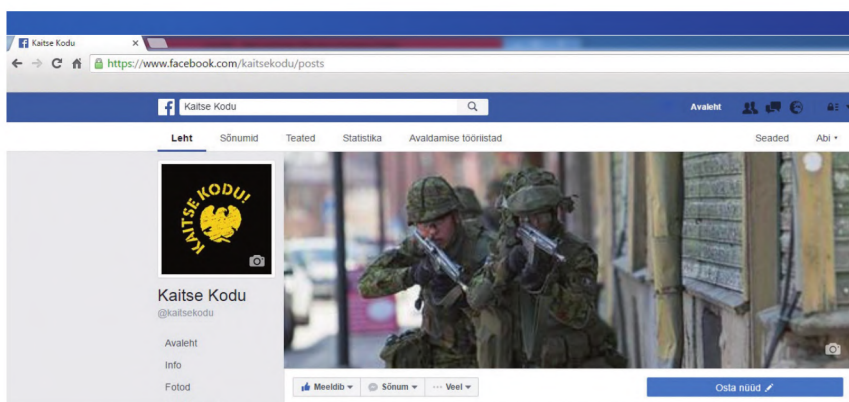 Kaitse Kodu
https://www.facebook.com/kaitsekodu/posts
Kaitse Kodu
Avaleht
Leht Sõnumid Teated Statistika Avaldamise tööriistad Seaded Abi
KAITSE KODU!
Kaitse Kodu
@kaitsekodu
Avaleht
Info
Fotod
Meeldib Sõnum ··· Veel
Osta nüüd